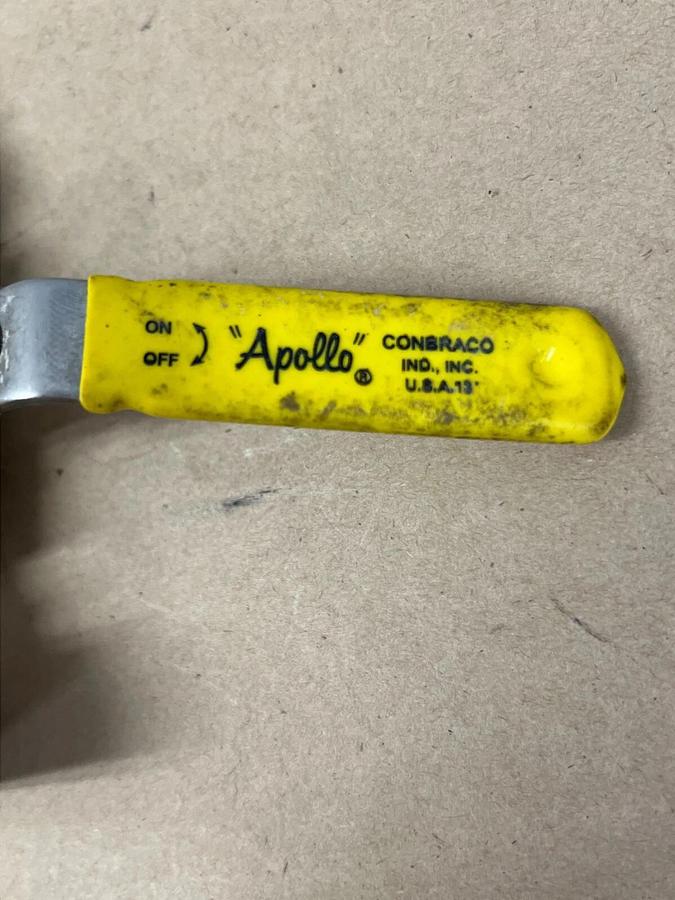 ON
OFF
"Apollo"®
CONBRACO
IND., INC.
U.S.A.13'